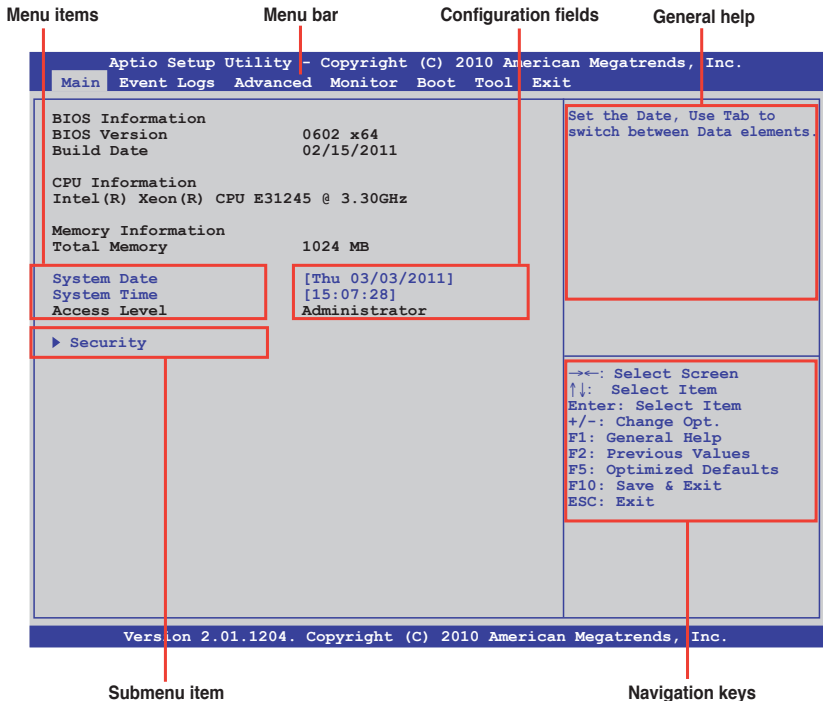 Menu items
Menu bar
Configuration fields
General help
Aptio Setup Utility - Copyright (C) 2010 American Megatrends, Inc.
Main Event Logs Advanced Monitor Boot Tool Exit
BIOS Information
BIOS Version 0602 x64
Build Date 02/15/2011
CPU Information
Intel(R) Xeon(R) CPU E31245 @ 3.30GHz
Memory Information
Total Memory 1024 MB
System Date [Thu 03/03/2011]
System Time [15:07:28]
Access Level Administrator
Security
Set the Date, Use Tab to
switch between Data elements.
→←: Select Screen
↑↓: Select Item
Enter: Select Item
+/-: Change Opt.
F1: General Help
F2: Previous Values
F5: Optimized Defaults
F10: Save & Exit
ESC: Exit
Version 2.01.1204. Copyright (C) 2010 American Megatrends, Inc.
Submenu item
Navigation keys